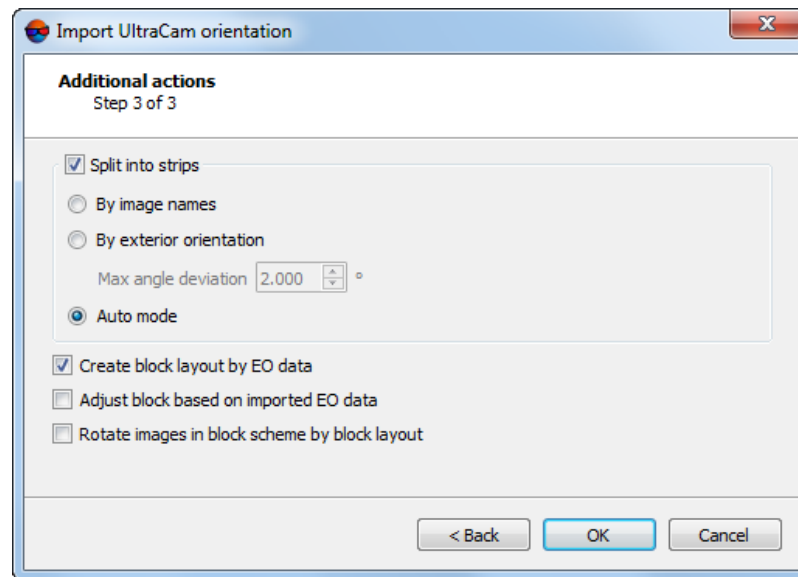 Import UltraCam orientation
Additional actions
Step 3 of 3
Split into strips
By image names
By exterior orientation
Max angle deviation 2.000 °
Auto mode
Create block layout by EO data
Adjust block based on imported EO data
Rotate images in block scheme by block layout
< Back OK Cancel